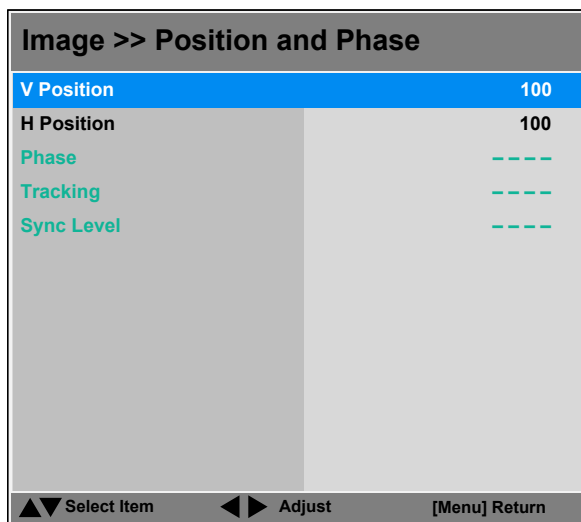 Image >> Position and Phase
V Position 100
H Position 100
Phase ––––
Tracking ––––
Sync Level ––––
Select Item Adjust [Menu] Return